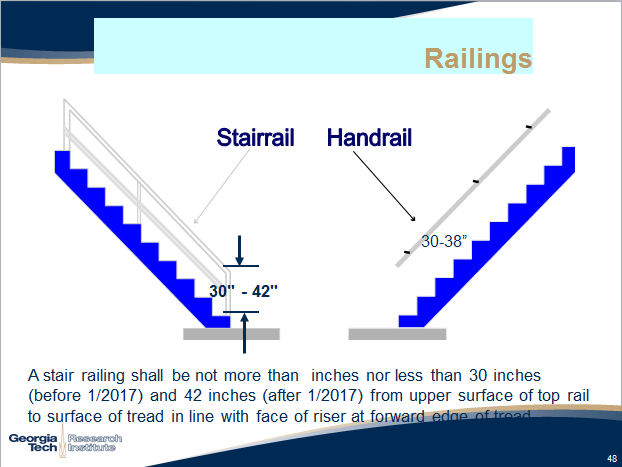 Railings
Stairrail
Handrail
30-38”
30" - 42"
A stair railing shall be not more than inches nor less than 30 inches
(before 1/2017) and 42 inches (after 1/2017) from upper surface of top rail
to surface of tread in line with face of riser at forward edge of tread
Georgia Research
Tech Institute
48